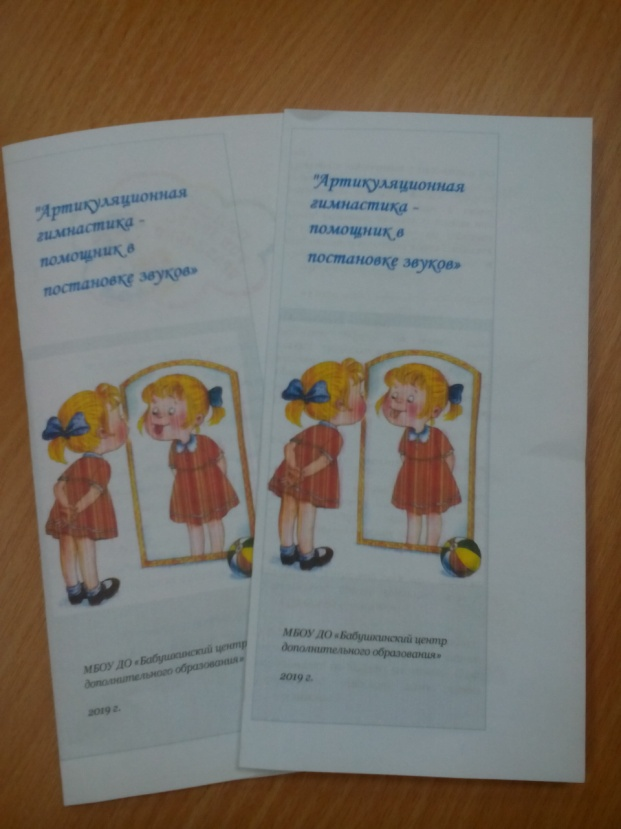 "Артикуляционная
гимнастика -
помощник в
постановке звуков»
МБОУ ДО «Бабушкинский центр
дополнительного образования»
2019 г.
"Артикуляционная
гимнастика -
помощник в
постановке звуков»
МБОУ ДО «Бабушкинский центр
дополнительного образования»
2019 г.